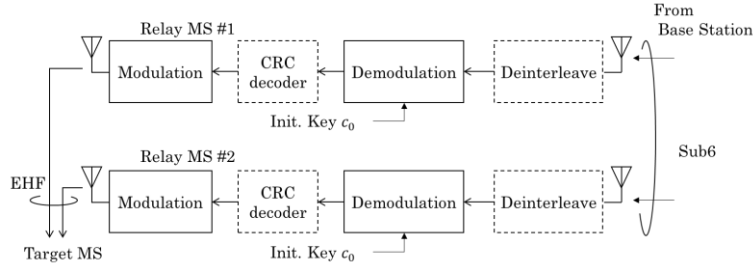 From
Base Station
Relay MS #1
Modulation
CRC
decoder
Demodulation
Deinterleave
Init. Key c₀
Sub6
Relay MS #2
EHF
Modulation
CRC
decoder
Demodulation
Deinterleave
Init. Key c₀
Target MS